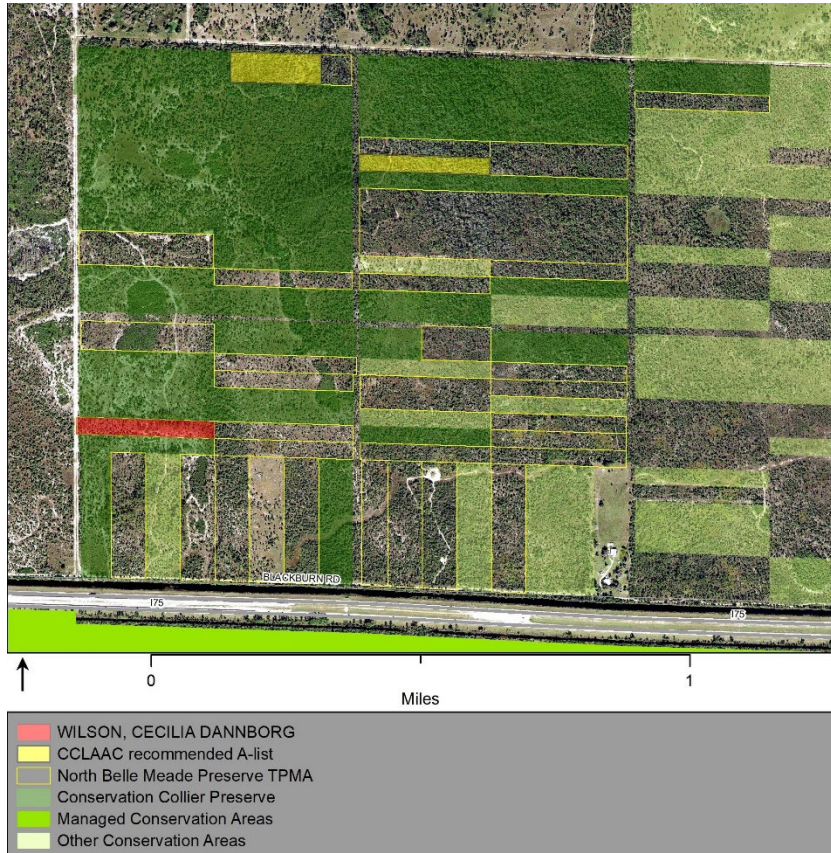 BLACKBURN RD
I75
I75
0
1
Miles
WILSON, CECILIA DANNBORG
CCLAAC recommended A-list
North Belle Meade Preserve TPMA
Conservation Collier Preserve
Managed Conservation Areas
Other Conservation Areas